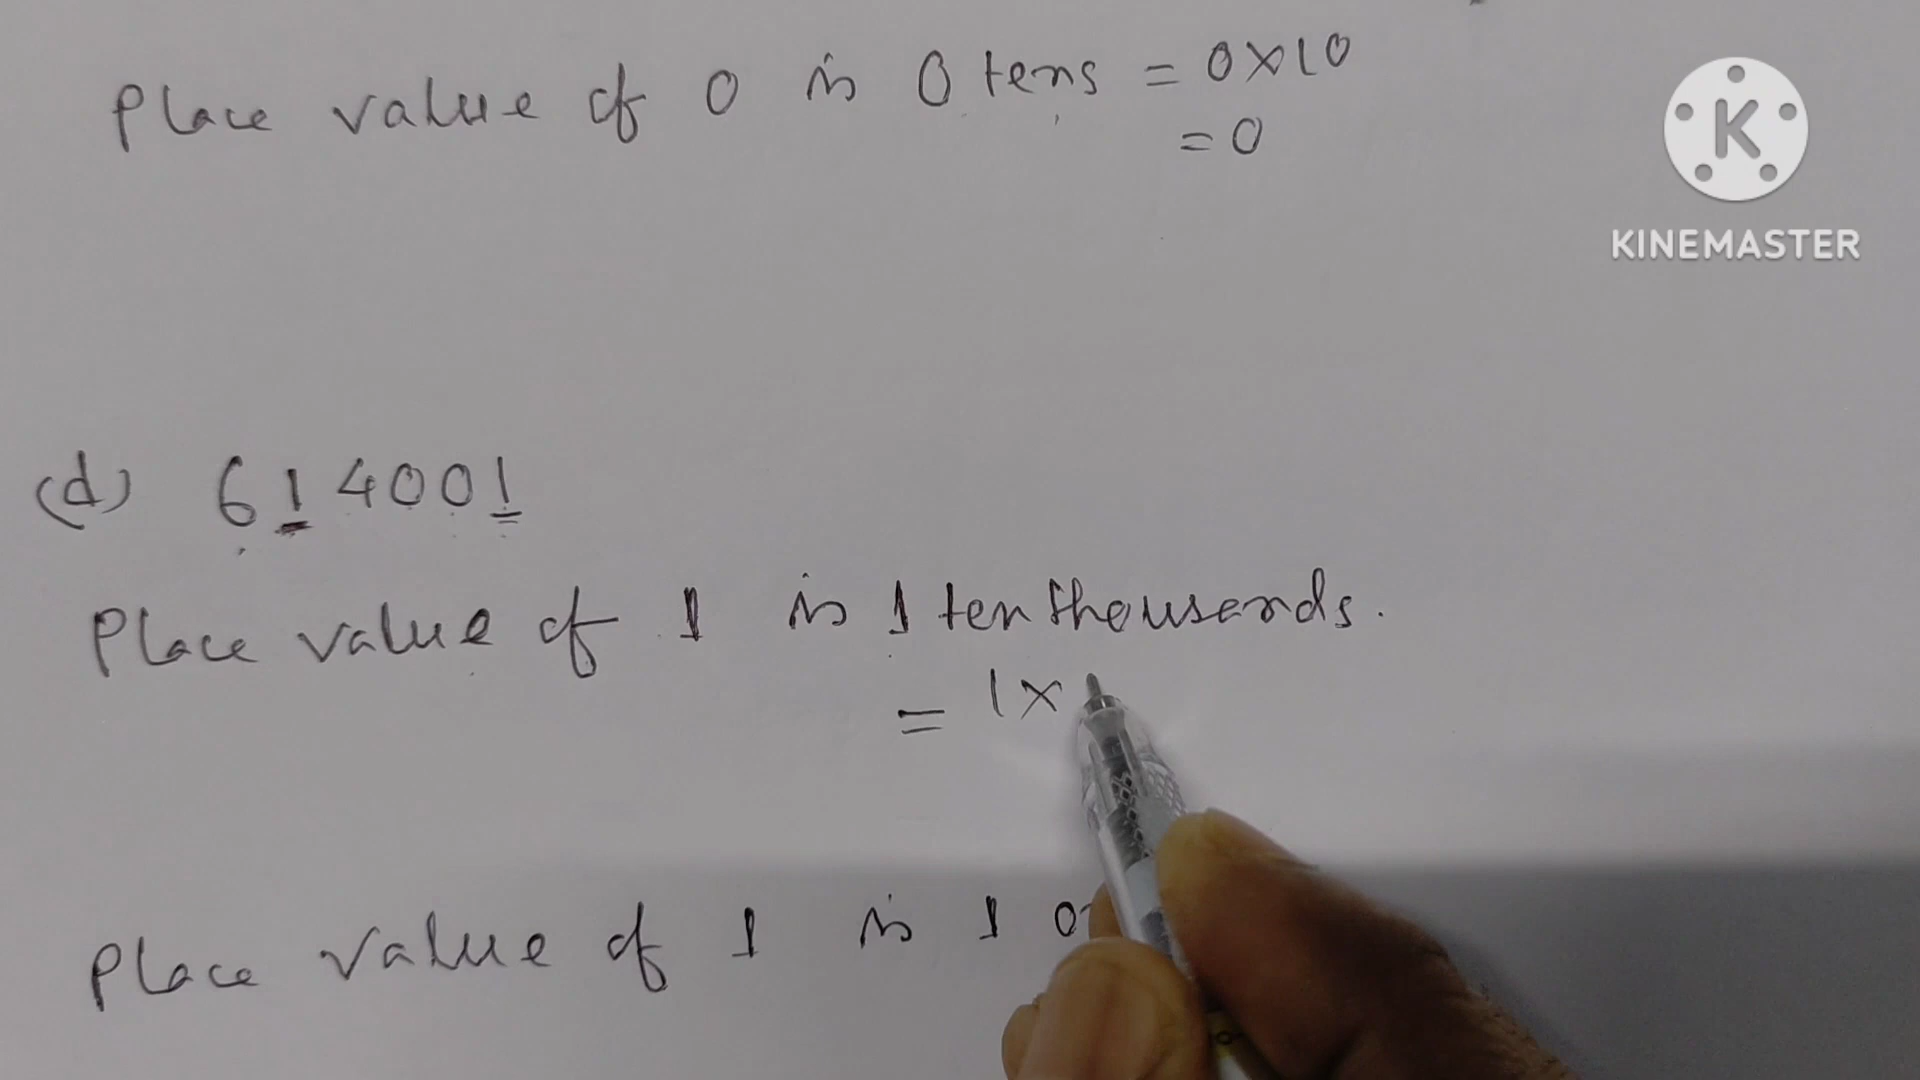 Place value of 0 is 0 tens = 0×10
= 0
K
KINEMASTER
(d) 614001
Place value of 1 is 1 ten thousands.
= 1×
Place value of 1 is 1